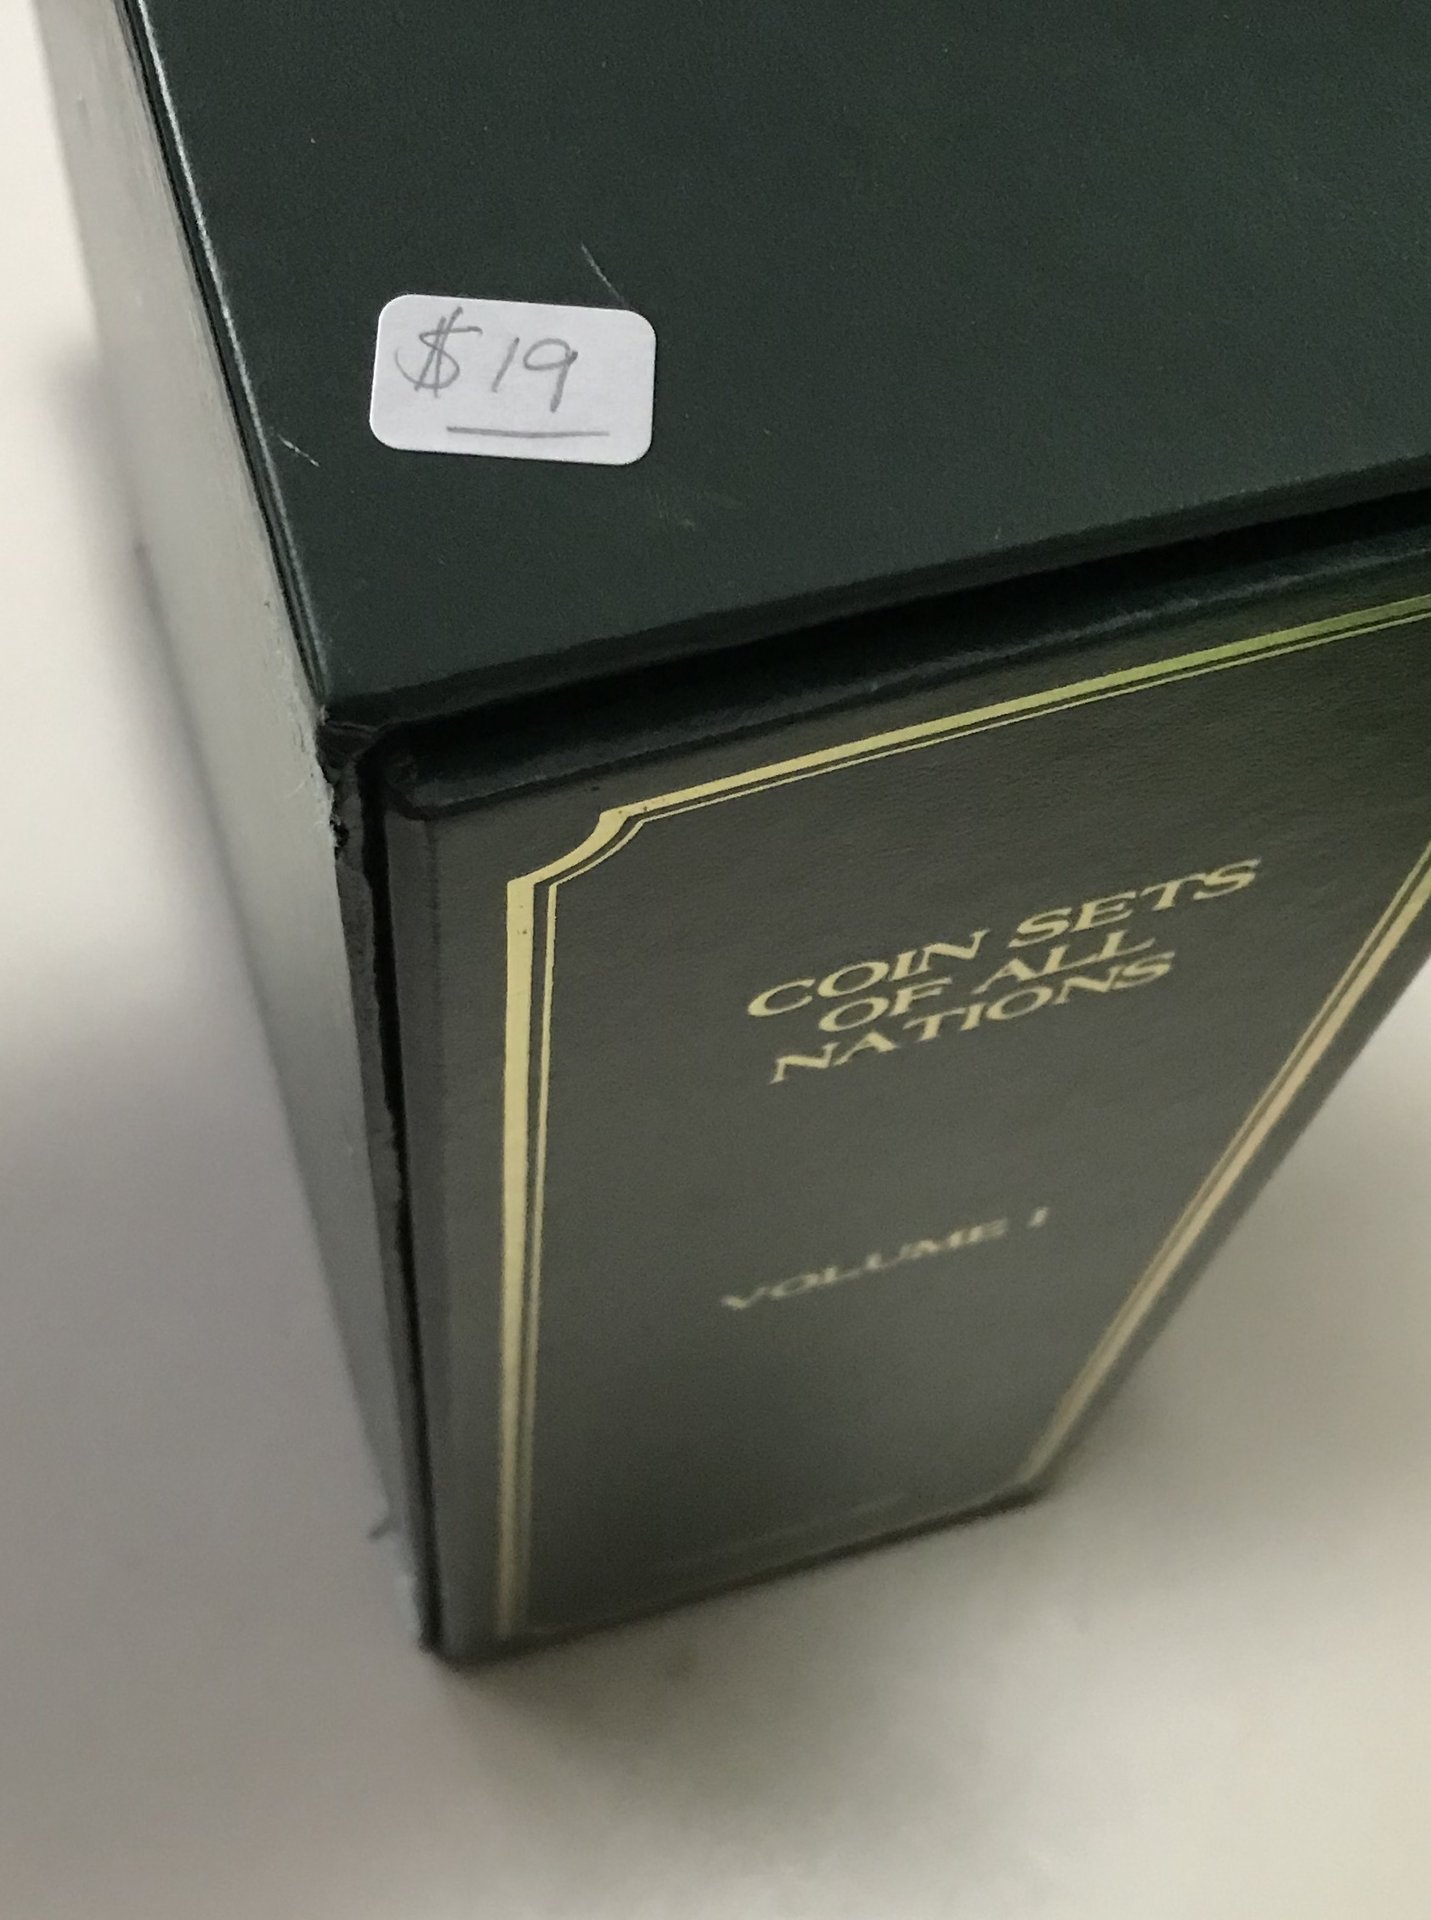 $19
COIN SETS
OF ALL
NATIONS
VOLUME I